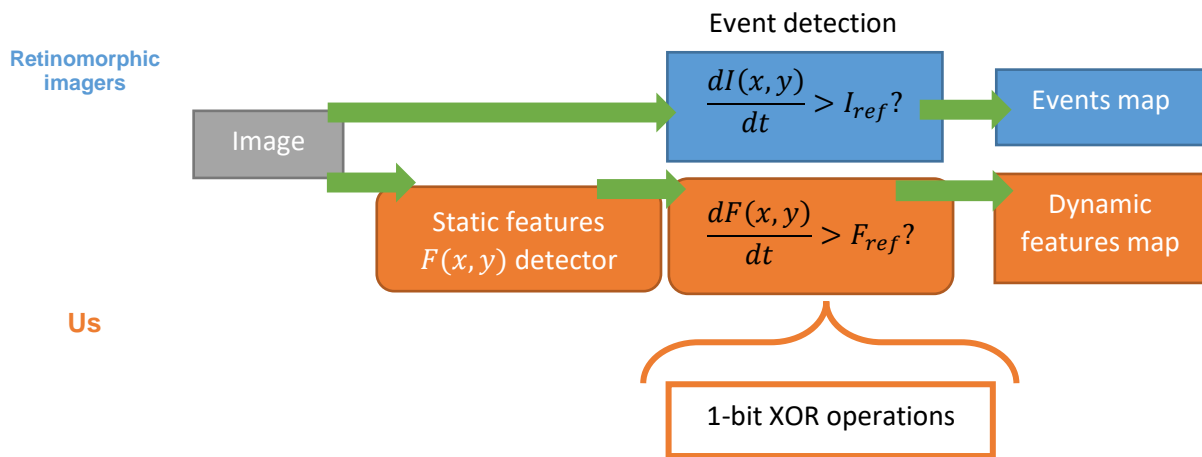 Event detection
Retinomorphic
imagers
Image
dI(x, y)
dt
> I_ref?
Events map
Static features
F(x, y) detector
dF(x, y)
dt
> F_ref?
Dynamic
features map
Us
1-bit XOR operations